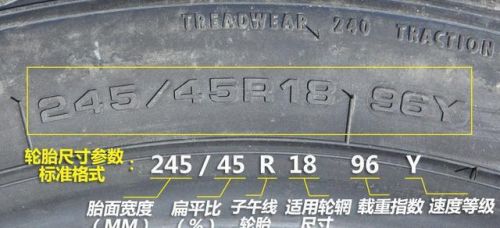 TREADWEAR 240 TRACTION
245/45R18 96Y
轮胎尺寸参数
标准格式：
245 / 45 R 18 96 Y
胎面宽度 扁平比 子午线 适用轮辋 载重指数 速度等级
(MM) (%) 轮胎 尺寸